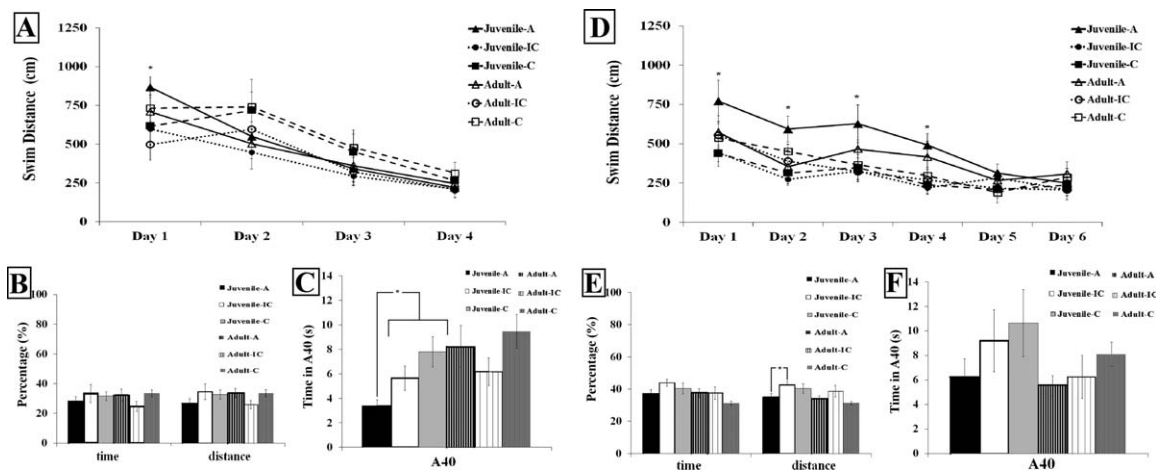 A
Swim Distance (cm)
1250
1000
750
500
250
0
*
Day 1 Day 2 Day 3 Day 4
Juvenile-A
Juvenile-IC
Juvenile-C
Adult-A
Adult-IC
Adult-C
D
Swim Distance (cm)
1250
1000
750
500
250
0
* * * *
Day 1 Day 2 Day 3 Day 4 Day 5 Day 6
Juvenile-A
Juvenile-IC
Juvenile-C
Adult-A
Adult-IC
Adult-C
B
Percentage (%)
100
80
60
40
20
0
time distance
Juvenile-A
Juvenile-IC
Juvenile-C
Adult-A
Adult-IC
Adult-C
C
Time in A40 (s)
14
12
10
8
6
4
2
0
*
A40
Juvenile-A Adult-A
Juvenile-IC Adult-IC
Juvenile-C Adult-C
E
Percentage (%)
100
80
60
40
20
0
*
time distance
Juvenile-A
Juvenile-IC
Juvenile-C
Adult-A
Adult-IC
Adult-C
F
Time in A40 (s)
14
12
10
8
6
4
2
0
A40
Juvenile-A Adult-A
Juvenile-IC Adult-IC
Juvenile-C Adult-C